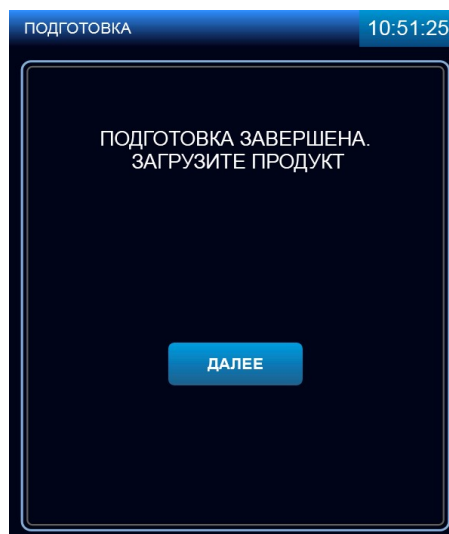 ПОДГОТОВКА 10:51:25
ПОДГОТОВКА ЗАВЕРШЕНА.
ЗАГРУЗИТЕ ПРОДУКТ
ДАЛЕЕ